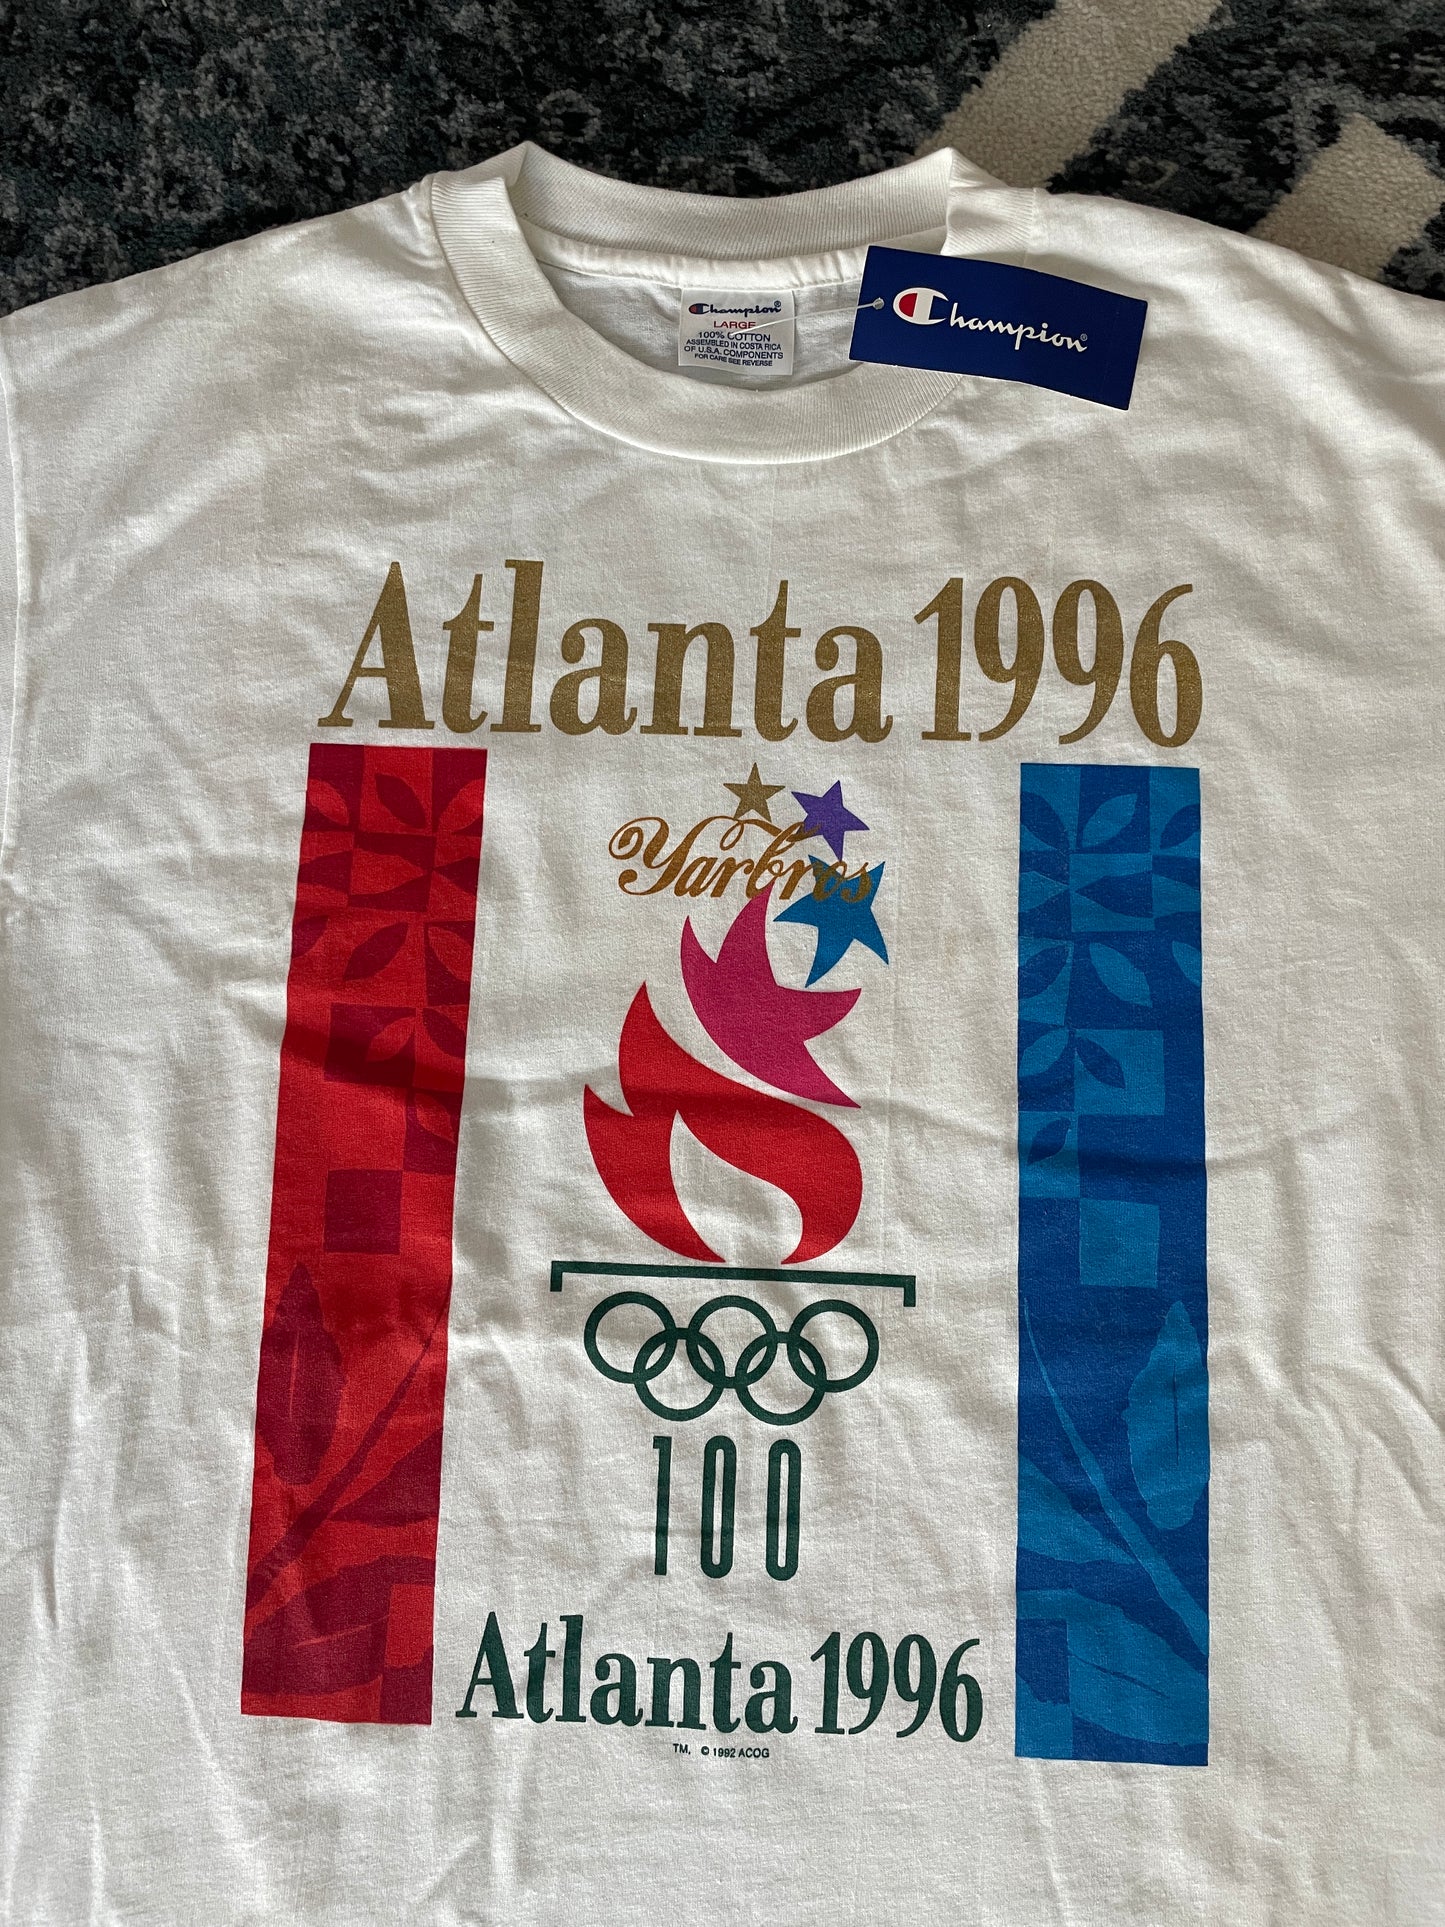 Champion®
LARGE
100% COTTON
ASSEMBLED IN COSTA RICA
OF U.S.A. COMPONENTS
FOR CARE SEE REVERSE
Champion®
Atlanta 1996
Yarbros
100
Atlanta 1996
TM, © 1992 ACOG